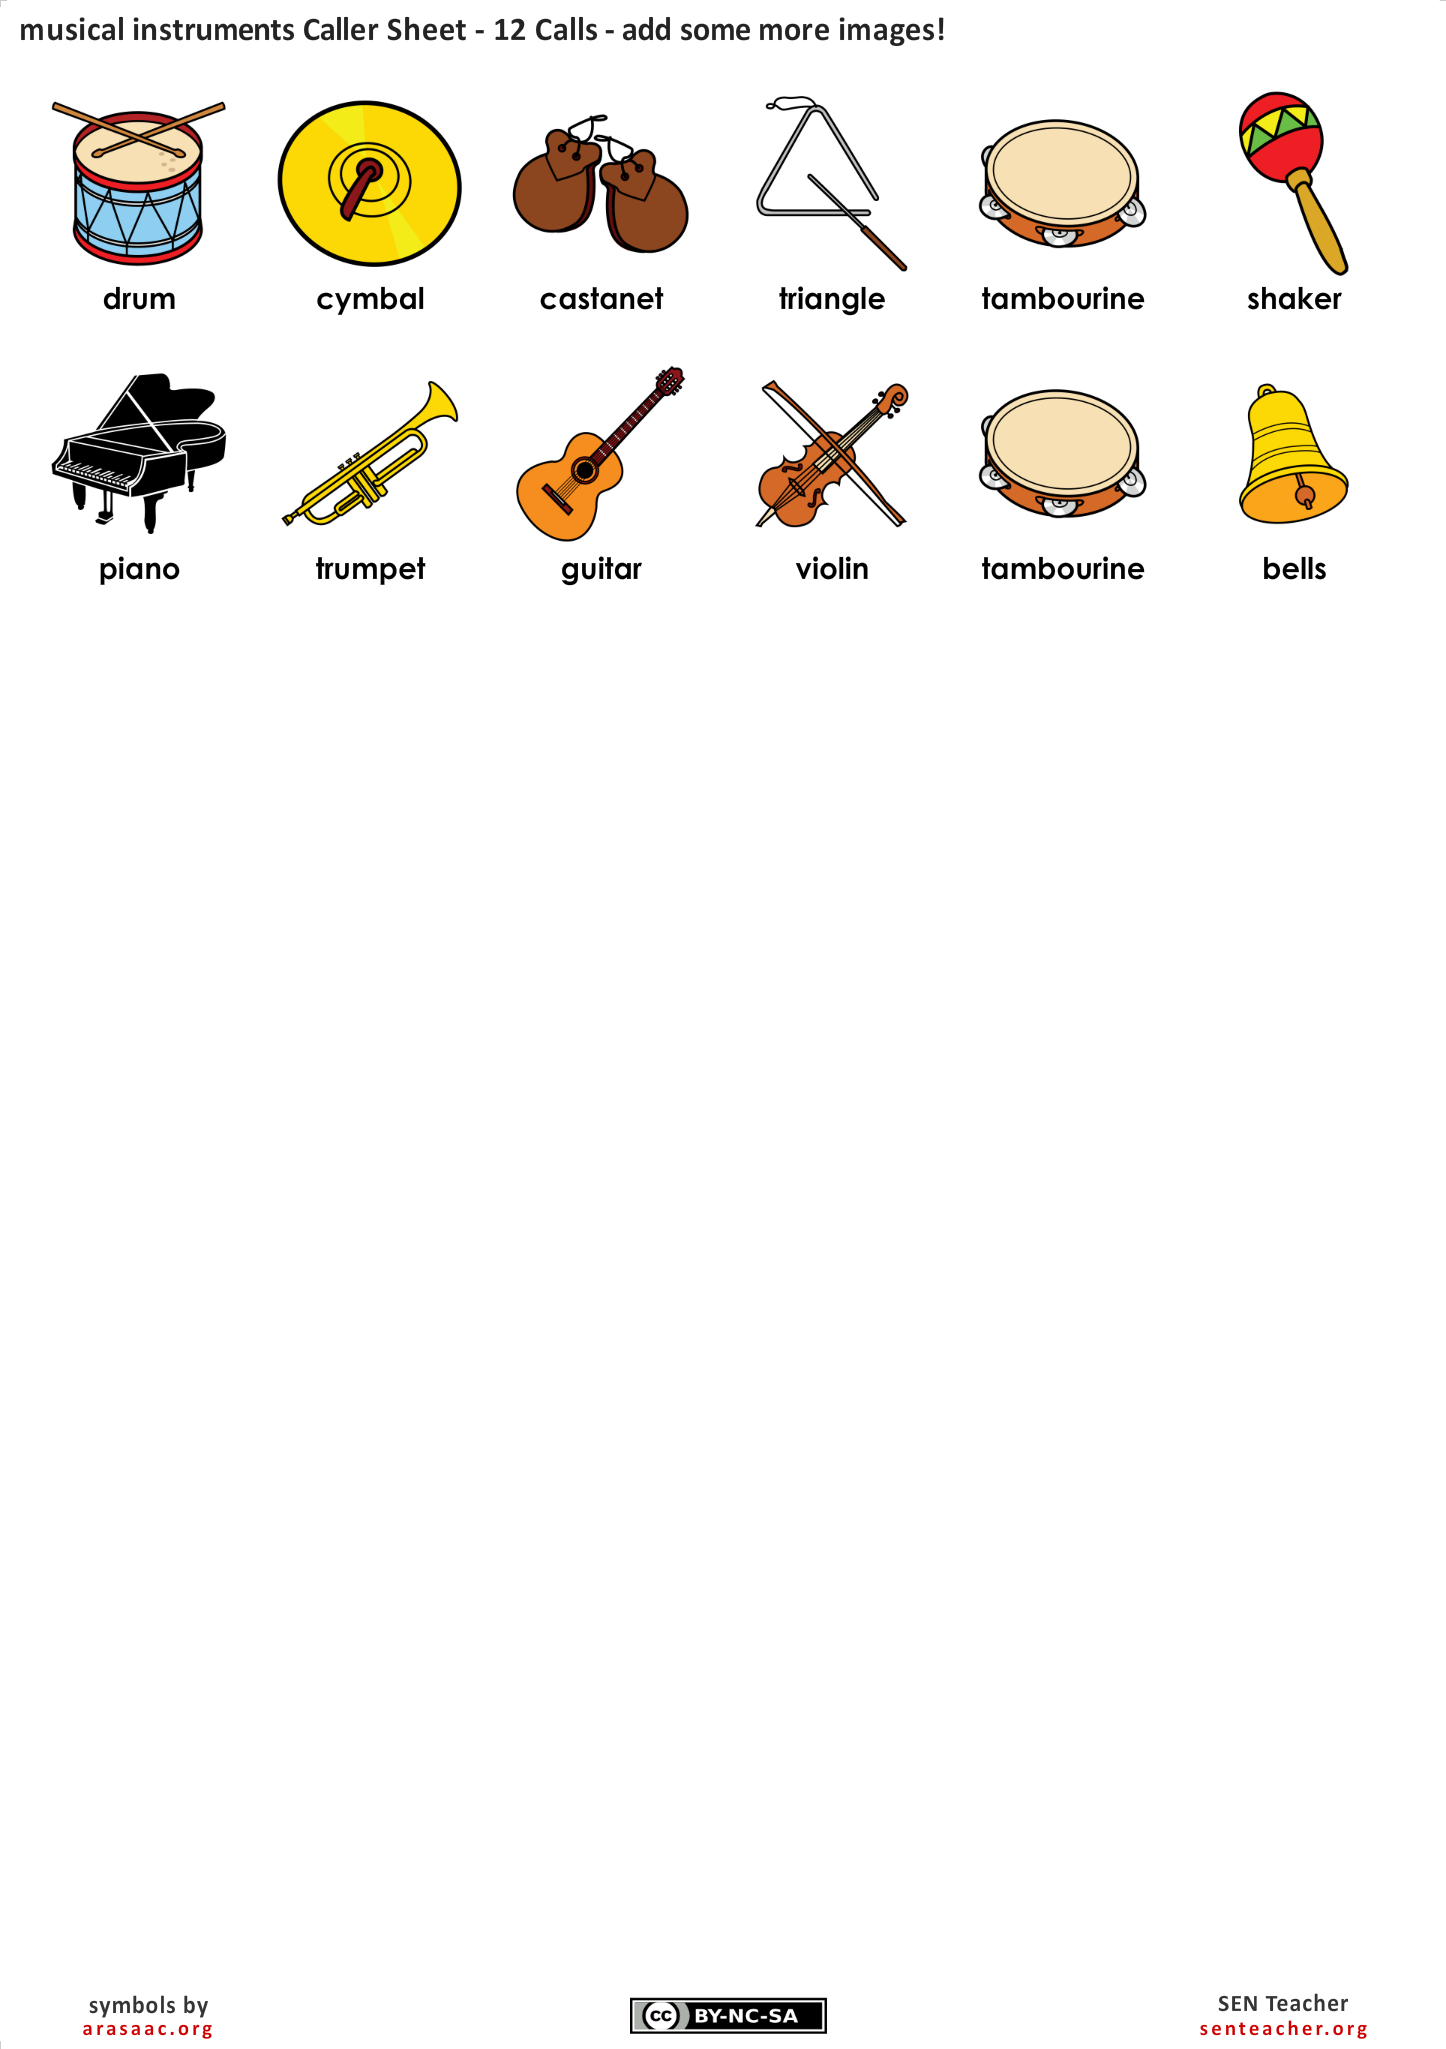 musical instruments Caller Sheet - 12 Calls - add some more images!
drum cymbal castanet triangle tambourine shaker
piano trumpet guitar violin tambourine bells
symbols by
arasaac.org
cc BY-NC-SA
SEN Teacher
senteacher.org